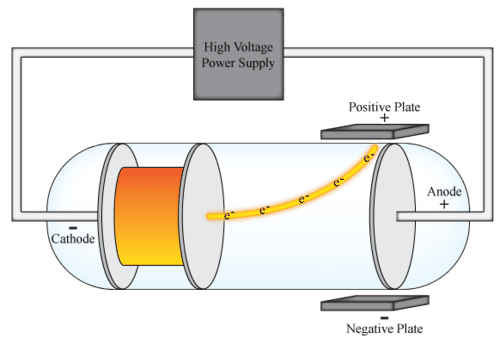 High Voltage
Power Supply
Positive Plate
+
e-
e-
e-
e-
e-
Anode
+
-
Cathode
-
Negative Plate